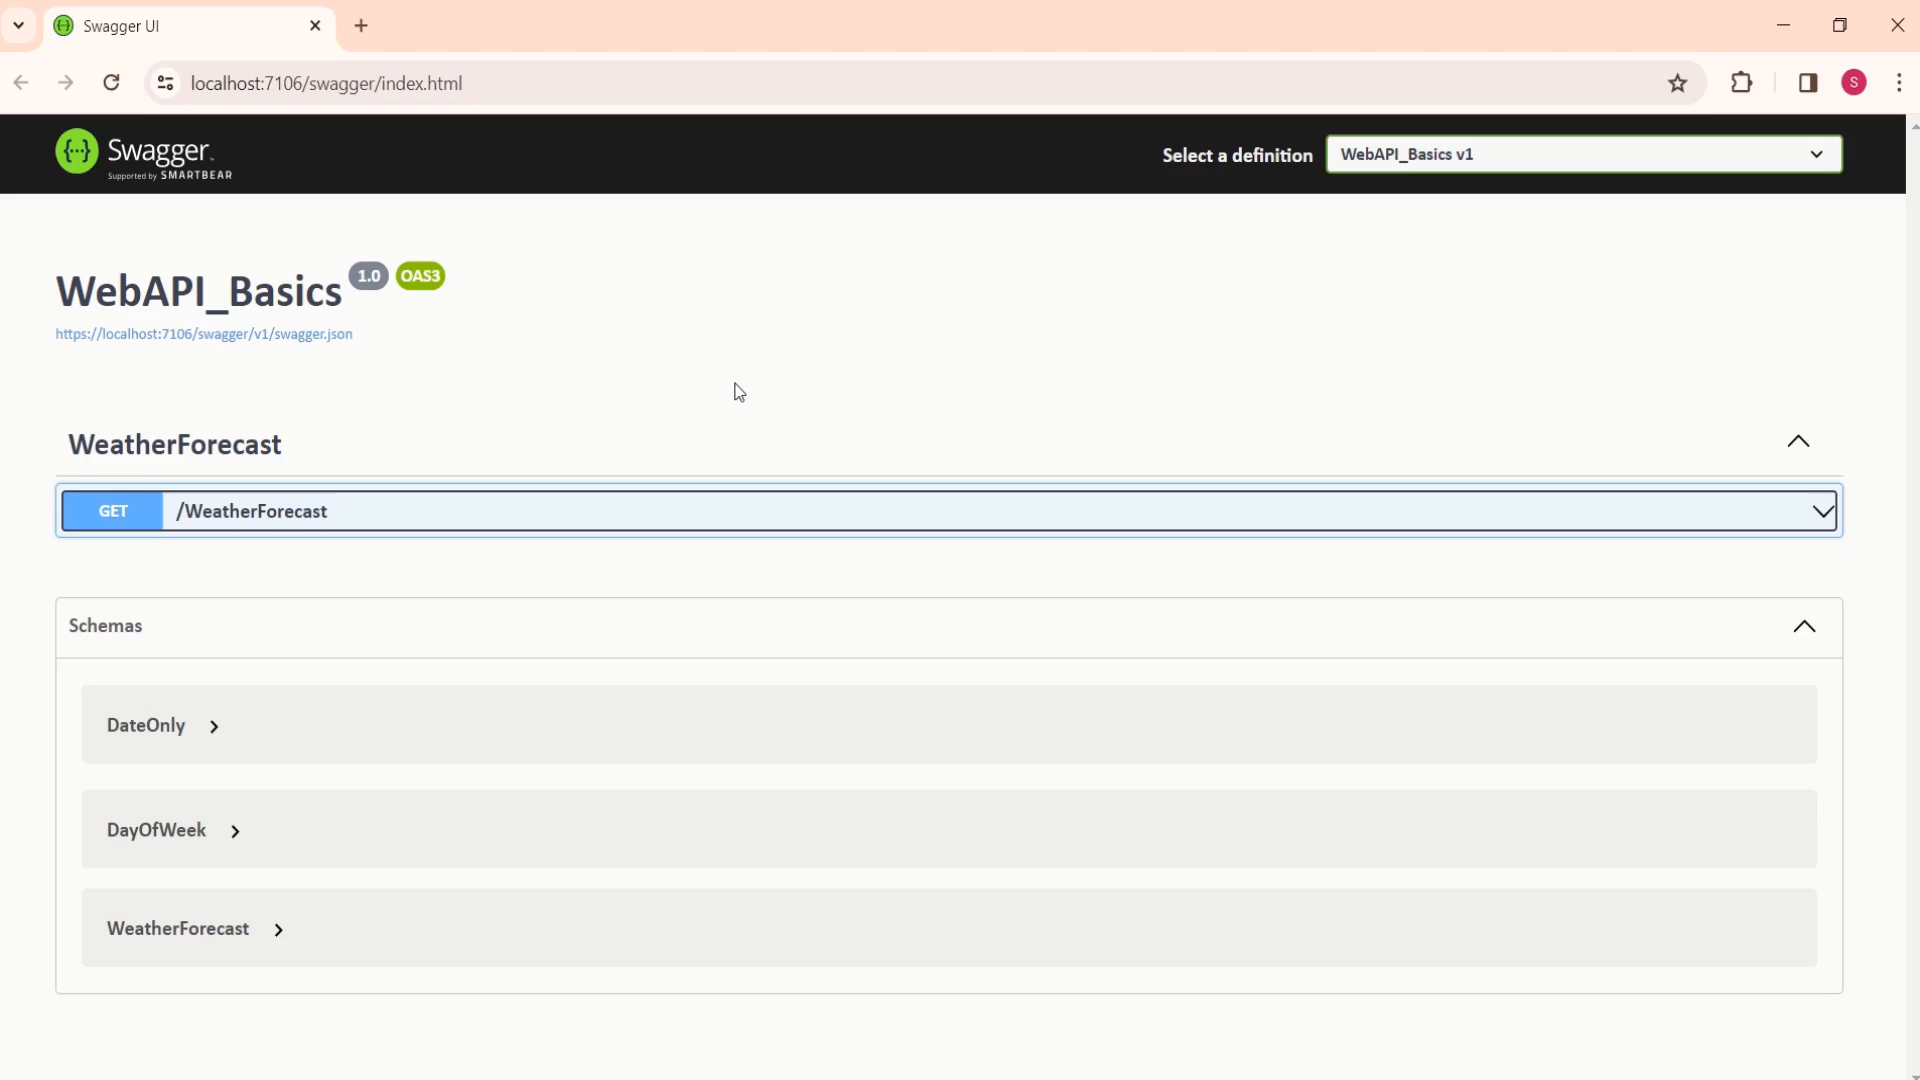 Swagger UI
localhost:7106/swagger/index.html
S
{...} Swagger
Supported by SMARTBEAR
Select a definition
WebAPI_Basics v1
WebAPI_Basics 1.0 OAS3
https://localhost:7106/swagger/v1/swagger.json
WeatherForecast
GET /WeatherForecast
Schemas
DateOnly
DayOfWeek
WeatherForecast